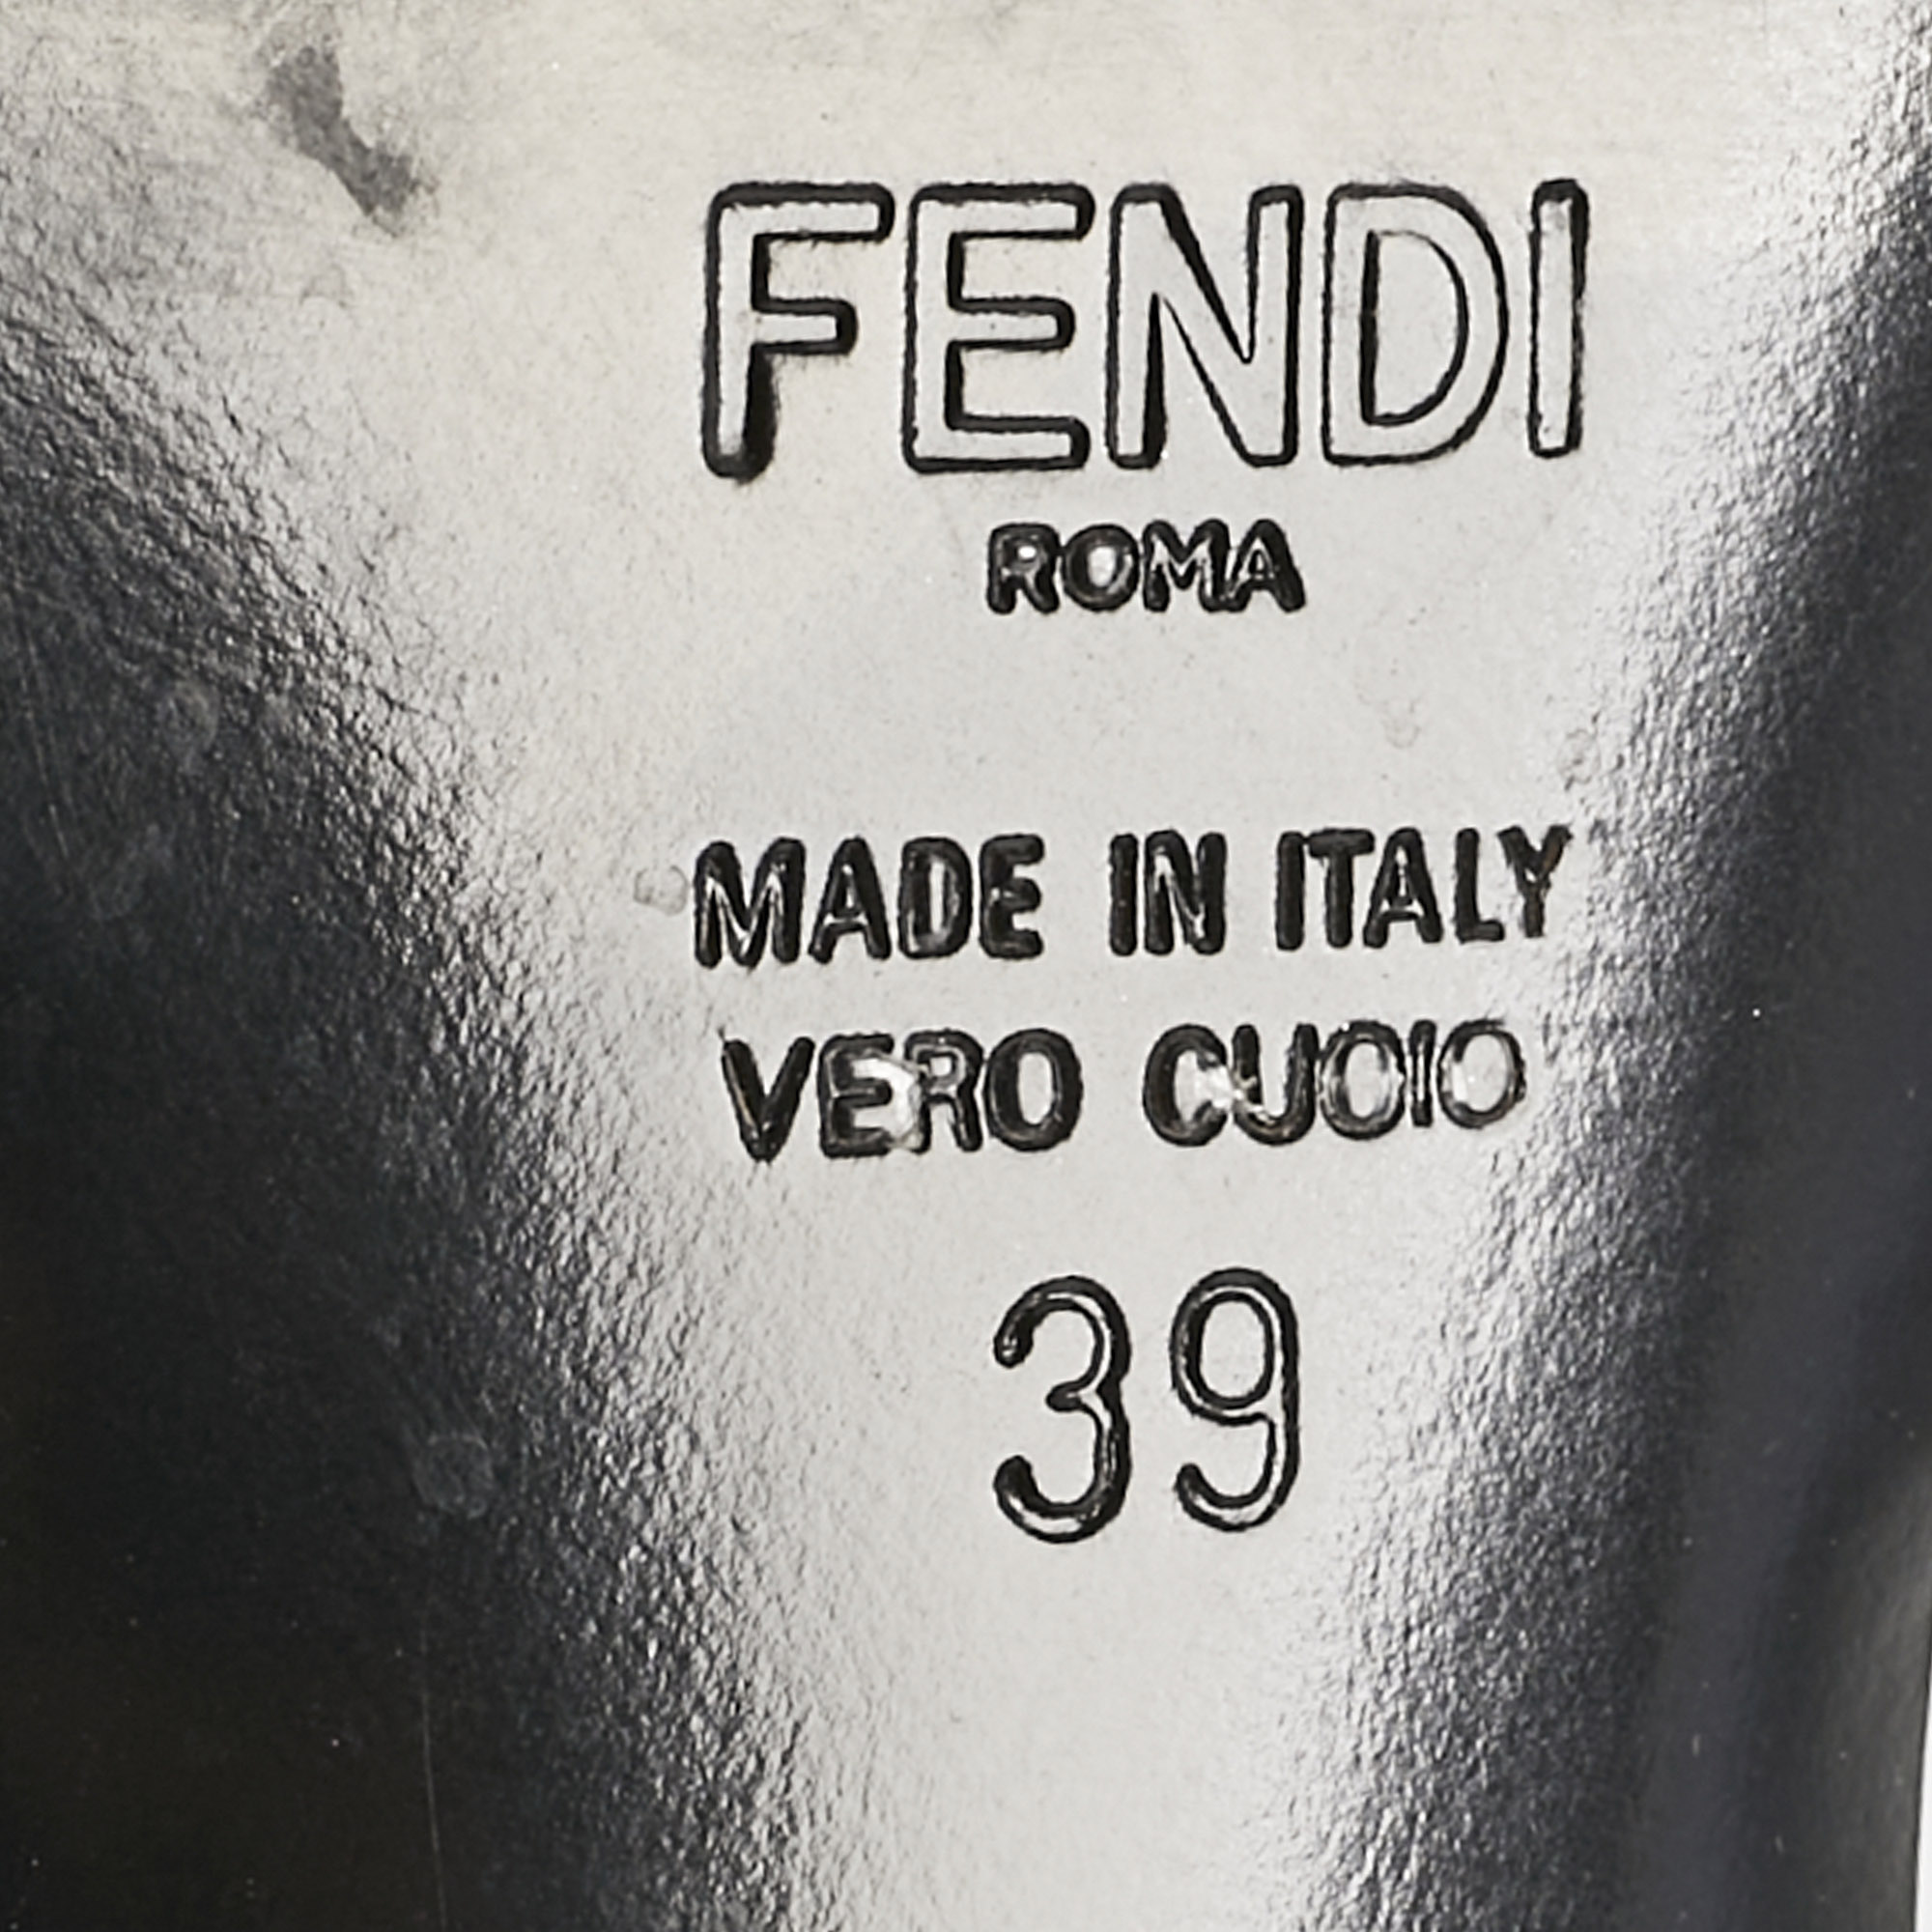 FENDI
ROMA
MADE IN ITALY
VERO CUOIO
39